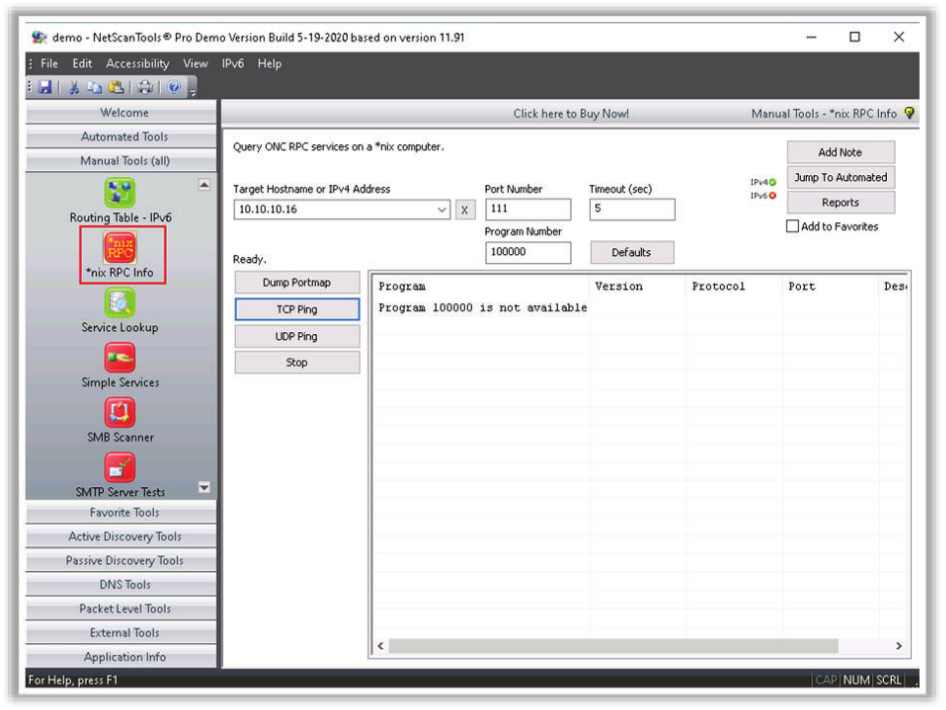 demo - NetScanTools® Pro Demo Version Build 5-19-2020 based on version 11.91
File Edit Accessibility View IPv6 Help
Welcome
Click here to Buy Now!
Manual Tools - *nix RPC Info
Automated Tools
Manual Tools (all)
Routing Table - IPv6
*nix RPC
*nix RPC Info
Service Lookup
Simple Services
SMB Scanner
SMTP Server Tests
Favorite Tools
Active Discovery Tools
Passive Discovery Tools
DNS Tools
Packet Level Tools
External Tools
Application Info
Query ONC RPC services on a *nix computer.
Add Note
Target Hostname or IPv4 Address
Port Number
Timeout (sec)
IPv4
Jump To Automated
IPv6
10.10.10.16
X
111
5
Reports
Program Number
Add to Favorites
Ready.
100000
Defaults
Dump Portmap
TCP Ping
UDP Ping
Stop
Program Version Protocol Port Des
Program 100000 is not available
For Help, press F1
CAP NUM SCRL